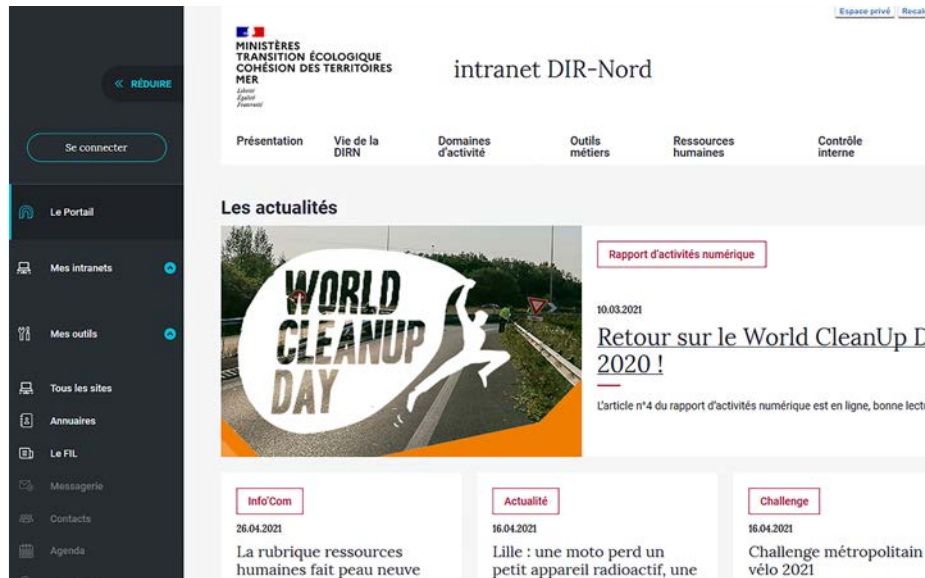 Espace privé
MINISTÈRES
TRANSITION ÉCOLOGIQUE
COHÉSION DES TERRITOIRES
MER
Liberté
Égalité
Fraternité
intranet DIR-Nord
« RÉDUIRE
Se connecter
Le Portail
Mes intranets
Mes outils
Tous les sites
Annuaires
Le FIL
Messagerie
Contacts
Agenda
Présentation
Vie de la
DIRN
Domaines
d'activité
Outils
métiers
Ressources
humaines
Contrôle
interne
Les actualités
WORLD
CLEANUP
DAY
Rapport d'activités numérique
10.03.2021
Retour sur le World CleanUp D
2020 !
L'article n°4 du rapport d'activités numérique est en ligne, bonne lect
Info'Com
26.04.2021
La rubrique ressources
humaines fait peau neuve
Actualité
16.04.2021
Lille : une moto perd un
petit appareil radioactif, une
Challenge
16.04.2021
Challenge métropolitain
vélo 2021